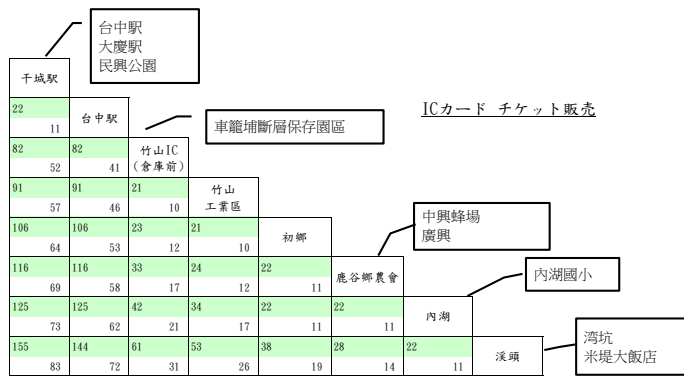 台中駅
大慶駅
民興公園
干城駅
22
11
台中駅
車籠埔斷層保存園區
ICカード チケット販売
82 82
52 41
竹山IC
(倉庫前)
91 91 21
57 46 10
竹山
工業區
106 106 23 21
64 53 12 10
初鄉
中興蜂場
廣興
116 116 33 24 22
69 58 17 12 11
鹿谷鄉農會
內湖國小
125 125 42 34 22 22
73 62 21 17 11 11
內湖
155 144 61 53 38 28 22
83 72 31 26 19 14 11
溪頭
湾坑
米堤大飯店